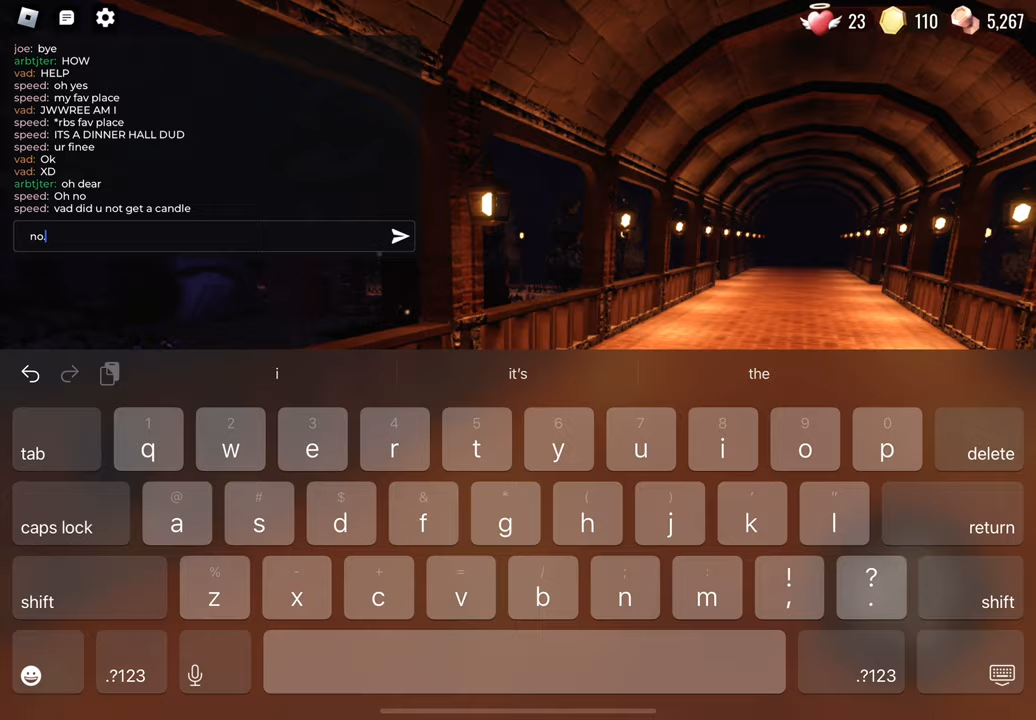 23 110 5,267
joe: bye
arbtjter: HOW
vad: HELP
speed: oh yes
speed: my fav place
vad: JWWREE AM I
speed: *rbs fav place
speed: ITS A DINNER HALL DUD
speed: ur finee
vad: Ok
vad: XD
arbtjter: oh dear
speed: Oh no
speed: vad did u not get a candle
no.
i it's the
1 2 3 4 5 6 7 8 9 0
tab q w e r t y u i o p delete
@ # $ & * ( ) ' "
caps lock a s d f g h j k l return
% - + = / ; : ! ?
shift z x c v b n m , . shift
.?123 .?123